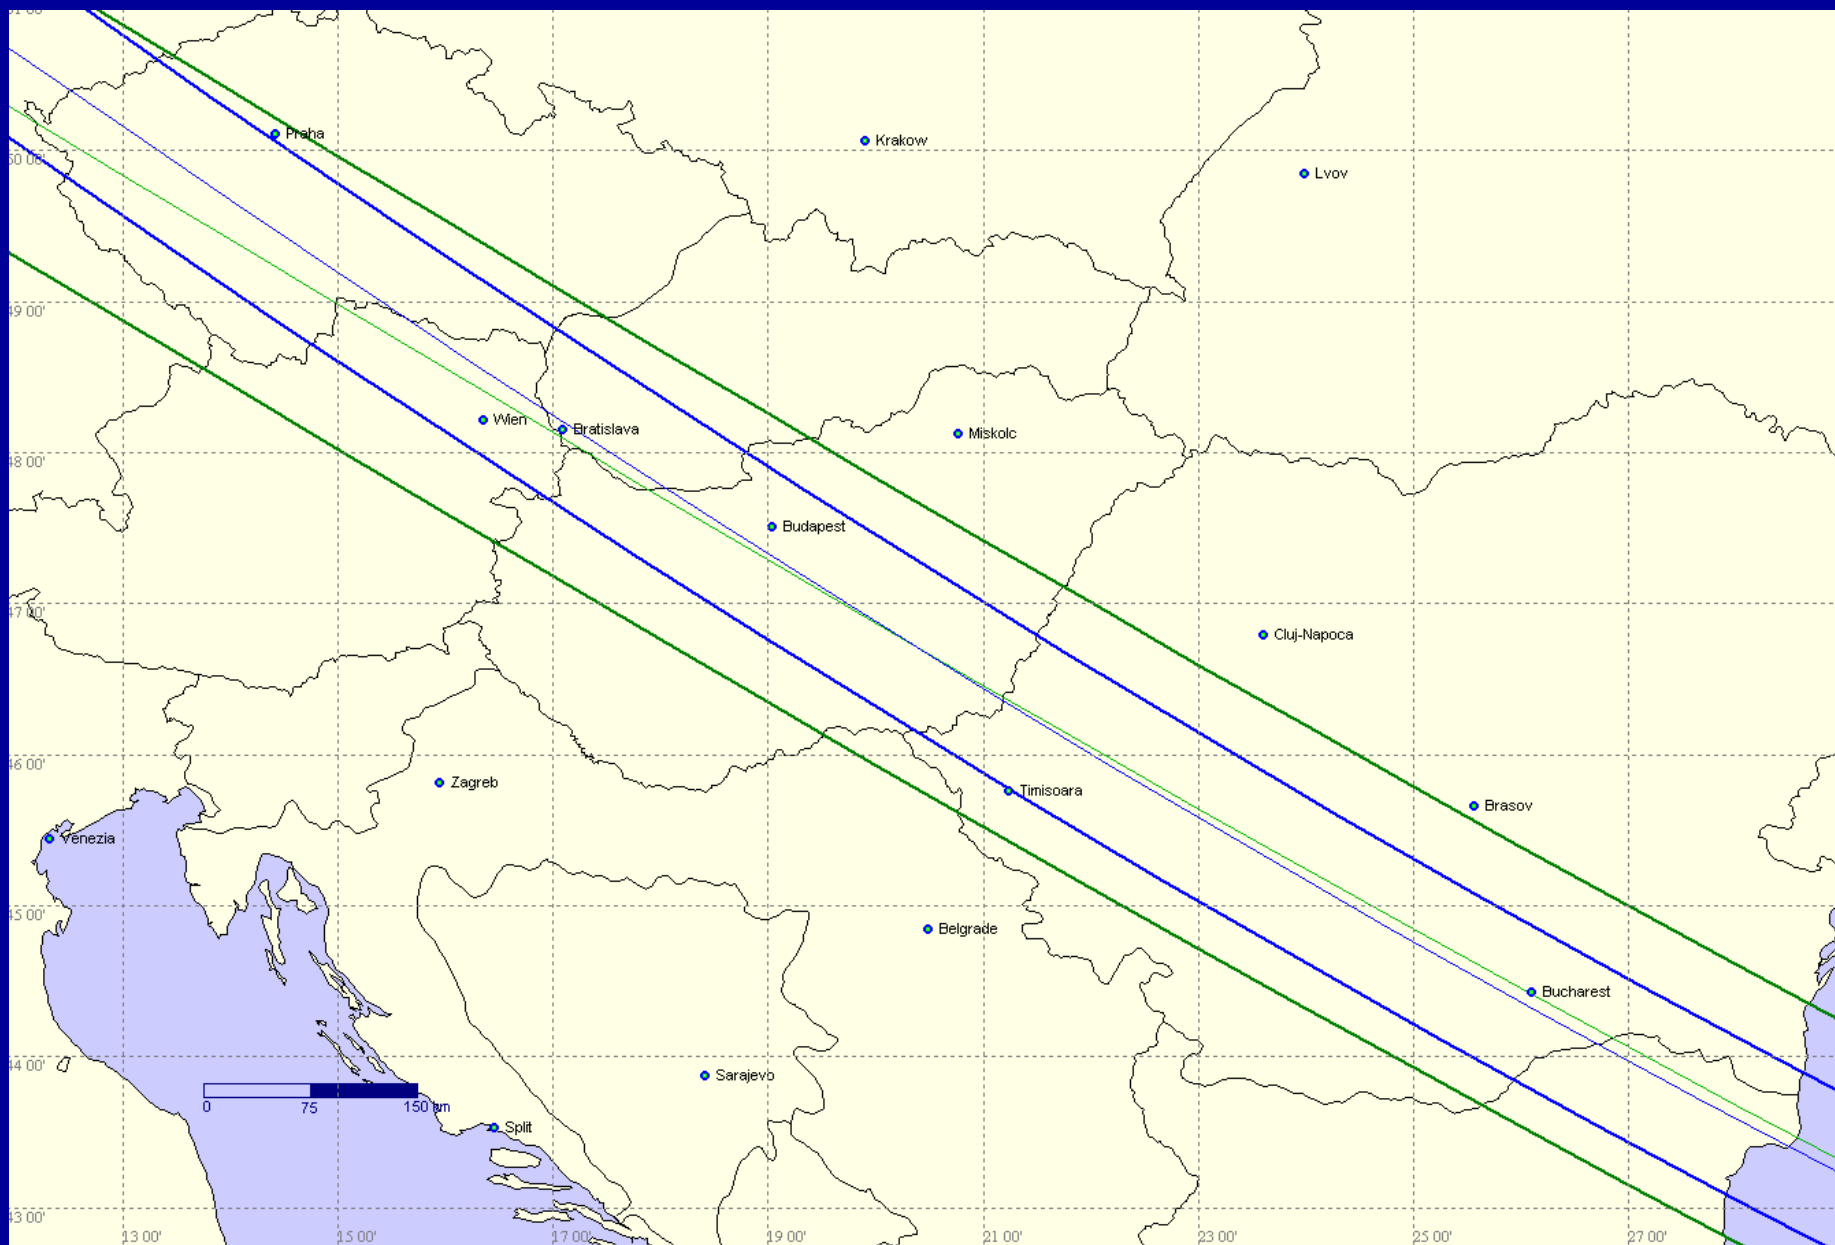 51 00'
Praha
Krakow
50 00'
Lvov
49 00'
Wien
Bratislava
Miskolc
48 00'
Budapest
47 00'
Cluj-Napoca
46 00'
Zagreb
Timisoara
Brasov
Venezia
45 00'
Belgrade
Bucharest
44 00'
Sarajevo
0 75 150 km
Split
43 00'
13 00' 15 00' 17 00' 19 00' 21 00' 23 00' 25 00' 27 00'